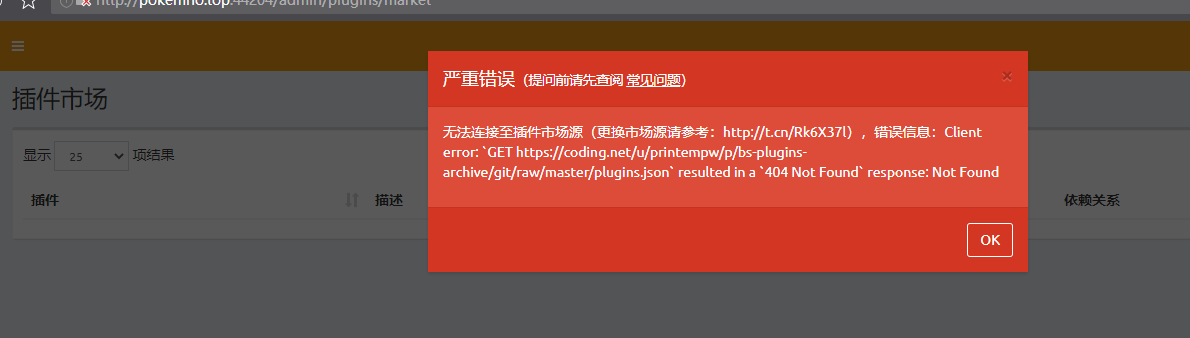 http://pokemho.top:44204/admin/plugins/market
严重错误（提问前请先查阅 常见问题）
×
插件市场
无法连接至插件市场源（更换市场源请参考：http://t.cn/Rk6X37l），错误信息：Client
error: `GET https://coding.net/u/printempw/p/bs-plugins-
archive/git/raw/master/plugins.json` resulted in a `404 Not Found` response: Not Found
显示 25 项结果
插件 描述 依赖关系
OK